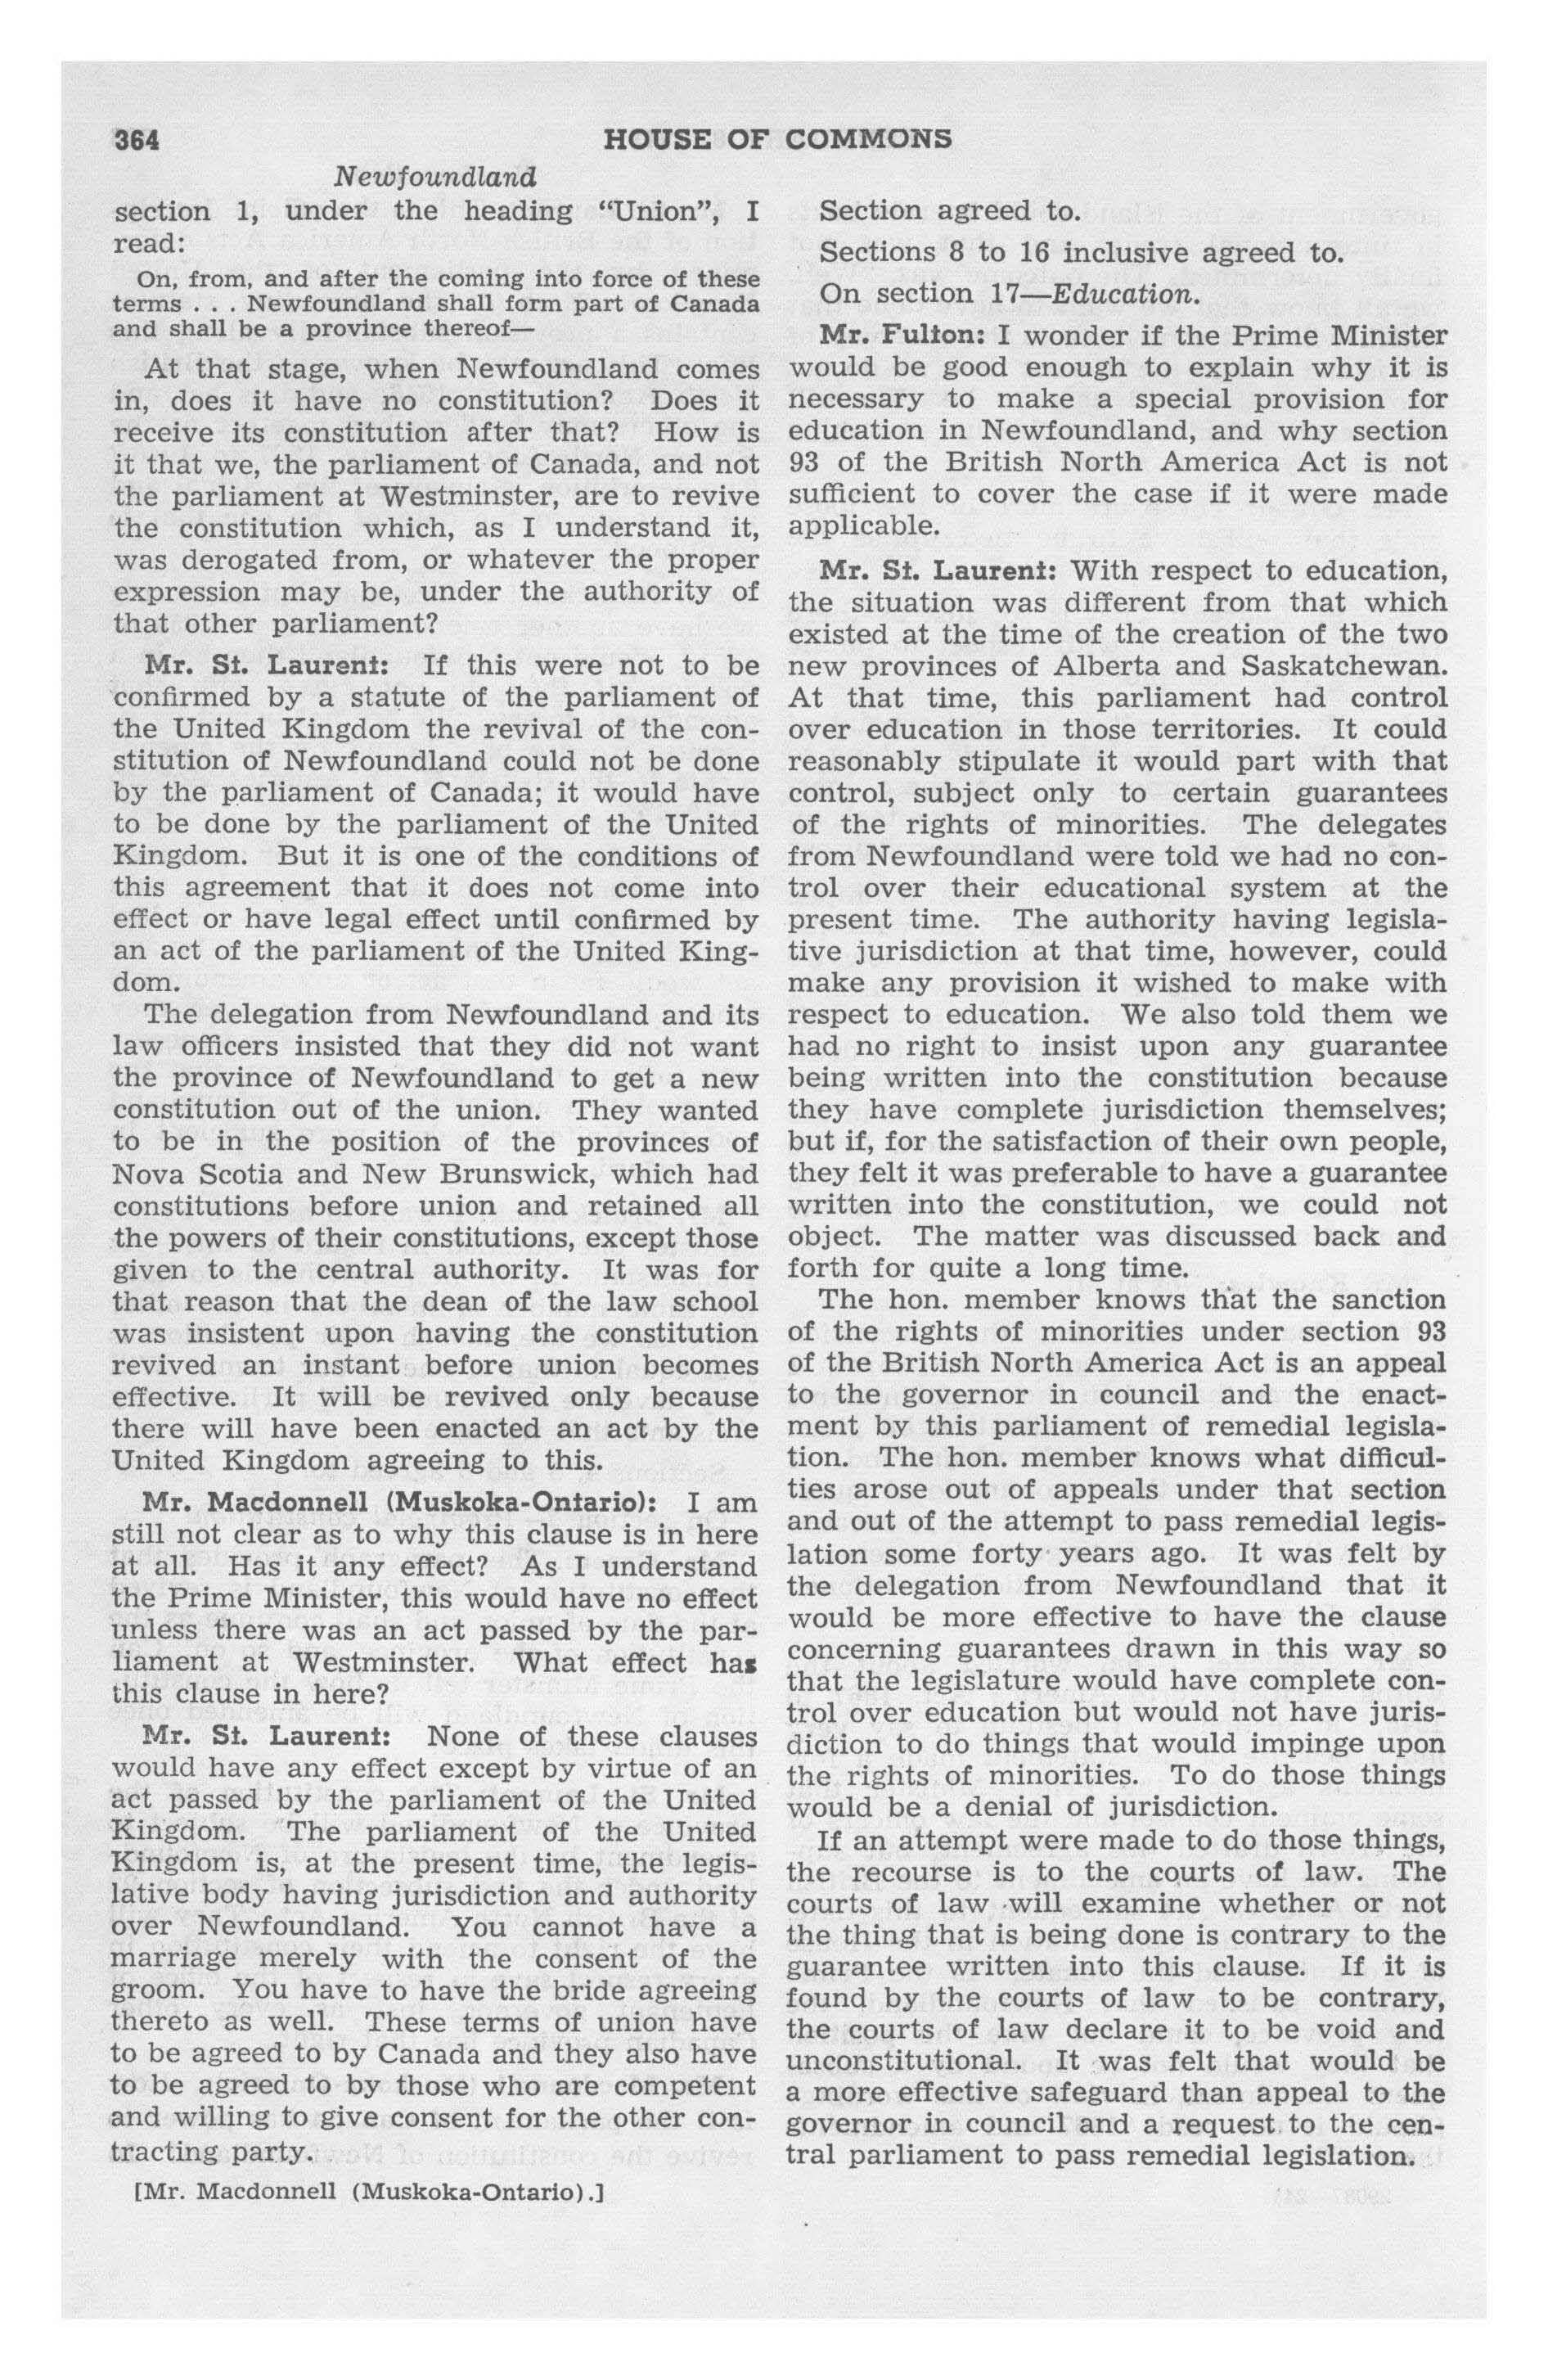 364
HOUSE OF COMMONS
Newfoundland
section 1, under the heading “Union”, I
read:
On, from, and after the coming into force of these
terms . . . Newfoundland shall form part of Canada
and shall be a province thereof—
At that stage, when Newfoundland comes
in, does it have no constitution? Does it
receive its constitution after that? How is
it that we, the parliament of Canada, and not
the parliament at Westminster, are to revive
the constitution which, as I understand it,
was derogated from, or whatever the proper
expression may be, under the authority of
that other parliament?
Mr. St. Laurent: If this were not to be
confirmed by a statute of the parliament of
the United Kingdom the revival of the con-
stitution of Newfoundland could not be done
by the parliament of Canada; it would have
to be done by the parliament of the United
Kingdom. But it is one of the conditions of
this agreement that it does not come into
effect or have legal effect until confirmed by
an act of the parliament of the United King-
dom.
The delegation from Newfoundland and its
law officers insisted that they did not want
the province of Newfoundland to get a new
constitution out of the union. They wanted
to be in the position of the provinces of
Nova Scotia and New Brunswick, which had
constitutions before union and retained all
the powers of their constitutions, except those
given to the central authority. It was for
that reason that the dean of the law school
was insistent upon having the constitution
revived an instant before union becomes
effective. It will be revived only because
there will have been enacted an act by the
United Kingdom agreeing to this.
Mr. Macdonnell (Muskoka-Ontario): I am
still not clear as to why this clause is in here
at all. Has it any effect? As I understand
the Prime Minister, this would have no effect
unless there was an act passed by the par-
liament at Westminster. What effect has
this clause in here?
Mr. St. Laurent: None of these clauses
would have any effect except by virtue of an
act passed by the parliament of the United
Kingdom. The parliament of the United
Kingdom is, at the present time, the legis-
lative body having jurisdiction and authority
over Newfoundland. You cannot have a
marriage merely with the consent of the
groom. You have to have the bride agreeing
thereto as well. These terms of union have
to be agreed to by Canada and they also have
to be agreed to by those who are competent
and willing to give consent for the other con-
tracting party.
[Mr. Macdonnell (Muskoka-Ontario).]
Section agreed to.
Sections 8 to 16 inclusive agreed to.
On section 17—Education.
Mr. Fulton: I wonder if the Prime Minister
would be good enough to explain why it is
necessary to make a special provision for
education in Newfoundland, and why section
93 of the British North America Act is not
sufficient to cover the case if it were made
applicable.
Mr. St. Laurent: With respect to education,
the situation was different from that which
existed at the time of the creation of the two
new provinces of Alberta and Saskatchewan.
At that time, this parliament had control
over education in those territories. It could
reasonably stipulate it would part with that
control, subject only to certain guarantees
of the rights of minorities. The delegates
from Newfoundland were told we had no con-
trol over their educational system at the
present time. The authority having legisla-
tive jurisdiction at that time, however, could
make any provision it wished to make with
respect to education. We also told them we
had no right to insist upon any guarantee
being written into the constitution because
they have complete jurisdiction themselves;
but if, for the satisfaction of their own people,
they felt it was preferable to have a guarantee
written into the constitution, we could not
object. The matter was discussed back and
forth for quite a long time.
The hon. member knows that the sanction
of the rights of minorities under section 93
of the British North America Act is an appeal
to the governor in council and the enact-
ment by this parliament of remedial legisla-
tion. The hon. member knows what difficul-
ties arose out of appeals under that section
and out of the attempt to pass remedial legis-
lation some forty years ago. It was felt by
the delegation from Newfoundland that it
would be more effective to have the clause
concerning guarantees drawn in this way so
that the legislature would have complete con-
trol over education but would not have juris-
diction to do things that would impinge upon
the rights of minorities. To do those things
would be a denial of jurisdiction.
If an attempt were made to do those things,
the recourse is to the courts of law. The
courts of law will examine whether or not
the thing that is being done is contrary to the
guarantee written into this clause. If it is
found by the courts of law to be contrary,
the courts of law declare it to be void and
unconstitutional. It was felt that would be
a more effective safeguard than appeal to the
governor in council and a request to the cen-
tral parliament to pass remedial legislation.